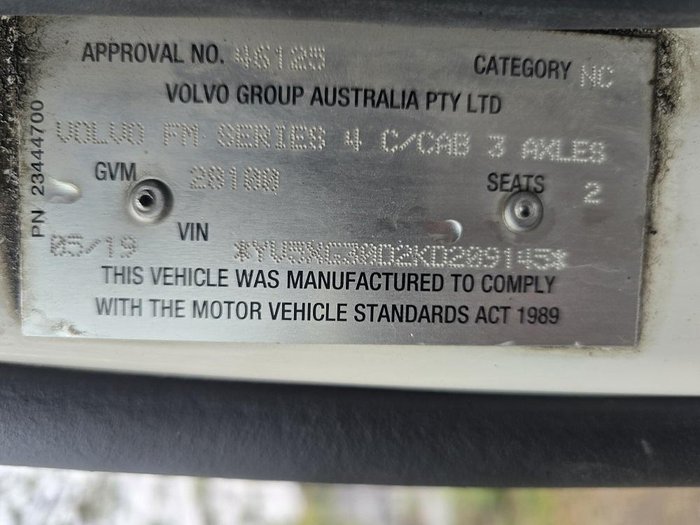 APPROVAL NO. 46125 CATEGORY NC
VOLVO GROUP AUSTRALIA PTY LTD
VOLVO FM SERIES 4 C/CAB 3 AXLES
GVM 28100 SEATS 2
05/19 VIN
THIS VEHICLE WAS MANUFACTURED TO COMPLY
WITH THE MOTOR VEHICLE STANDARDS ACT 1989
PN 23444700